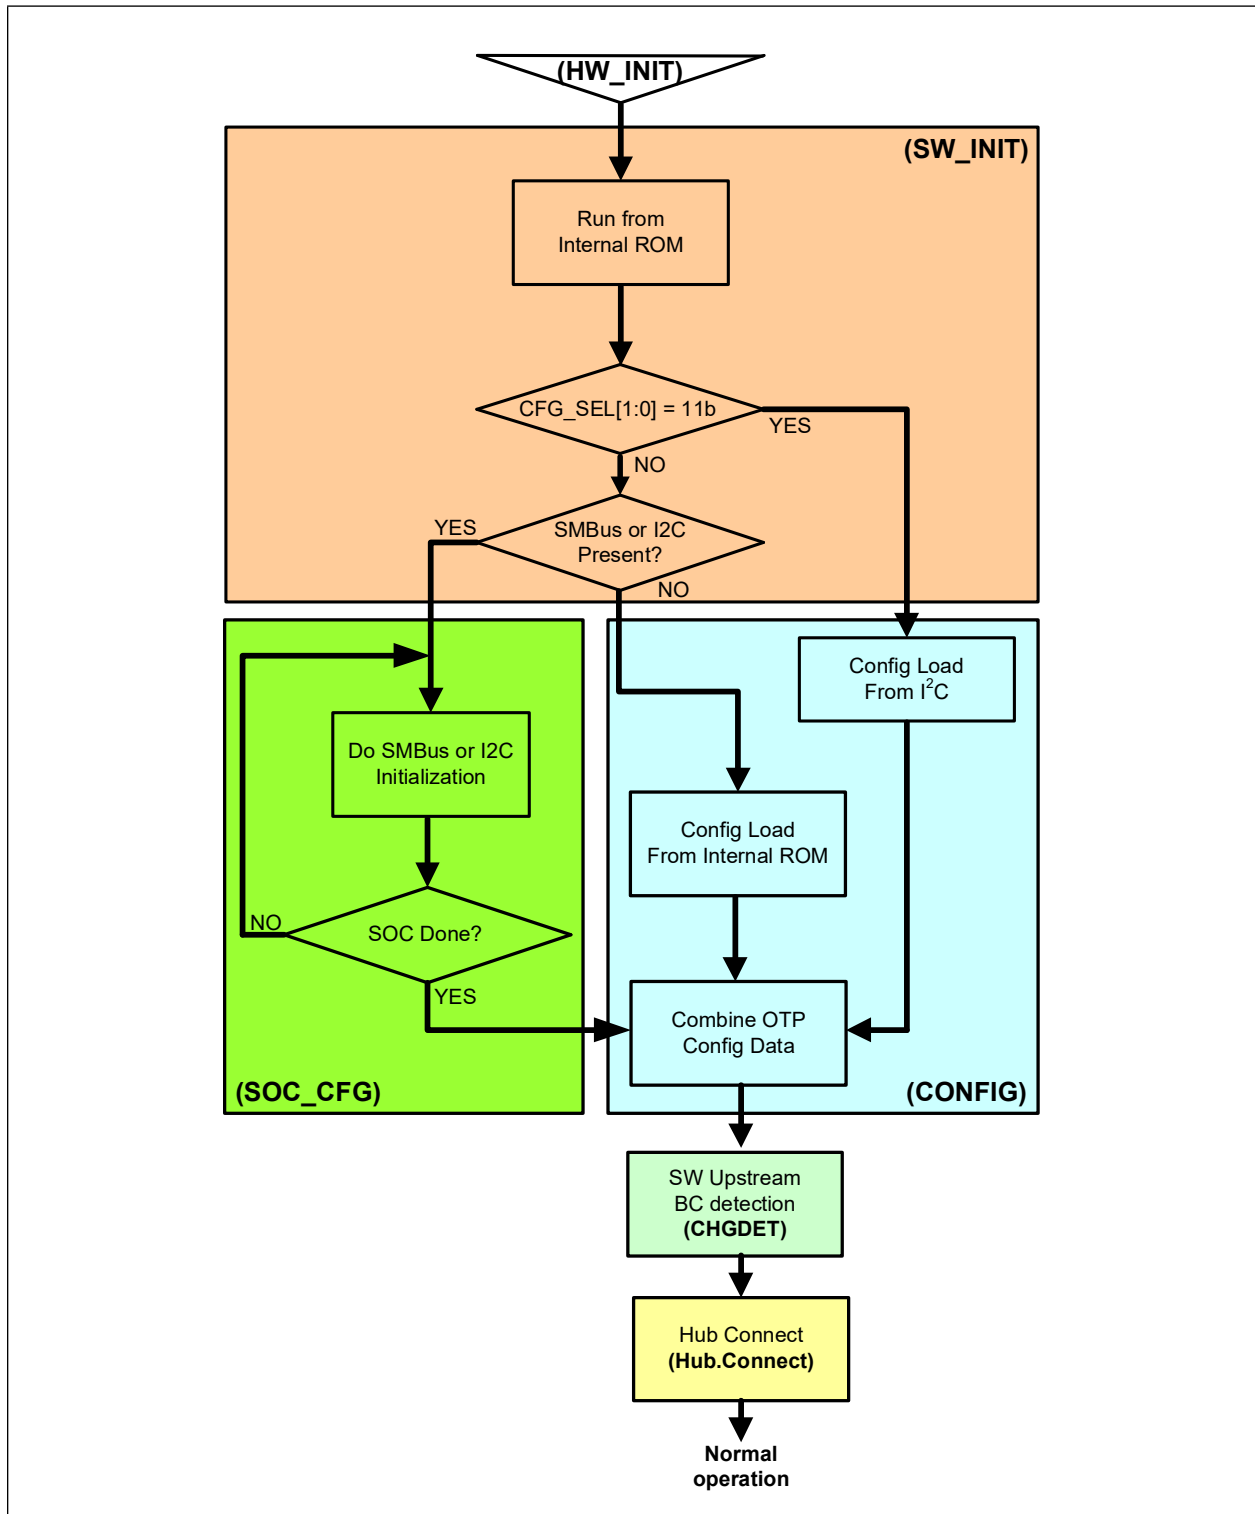 (HW_INIT)
(SW_INIT)
Run from
Internal ROM
CFG_SEL[1:0] = 11b
YES
NO
YES
SMBus or I2C
Present?
NO
Config Load
From I²C
Do SMBus or I2C
Initialization
Config Load
From Internal ROM
NO
SOC Done?
YES
Combine OTP
Config Data
(SOC_CFG)
(CONFIG)
SW Upstream
BC detection
(CHGDET)
Hub Connect
(Hub.Connect)
Normal
operation